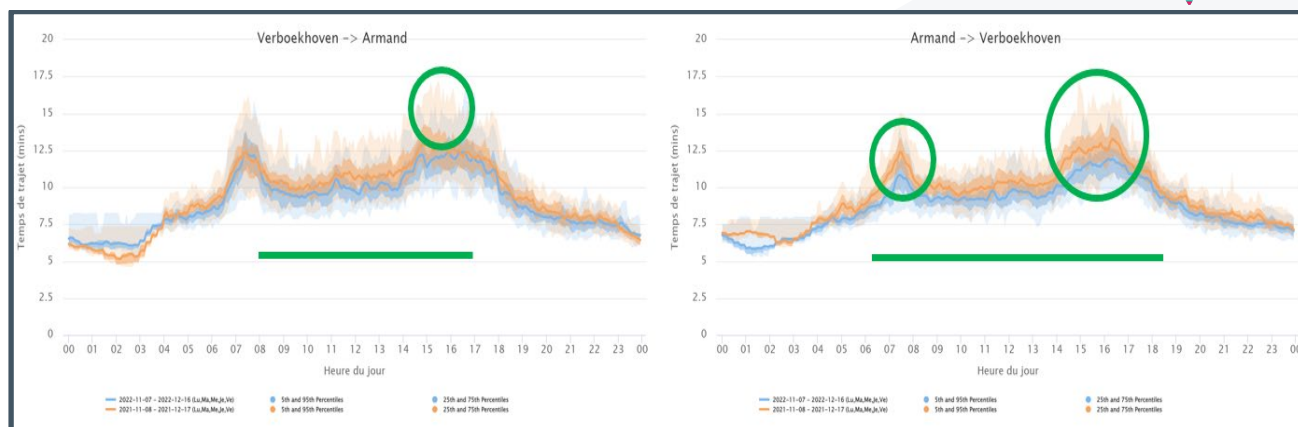 Verboekhoven -> Armand
20
17.5
15
12.5
10
7.5
5
2.5
0
Temps de trajet (mins)
00 01 02 03 04 05 06 07 08 09 10 11 12 13 14 15 16 17 18 19 20 21 22 23 00
Heure du jour
2022-11-07 - 2022-12-16 (Lu,Ma,Me,Je,Ve) 5th and 95th Percentiles 25th and 75th Percentiles
2021-11-08 - 2021-12-17 (Lu,Ma,Me,Je,Ve) 5th and 95th Percentiles 25th and 75th Percentiles
Armand -> Verboekhoven
20
17.5
15
12.5
10
7.5
5
2.5
0
Temps de trajet (mins)
00 01 02 03 04 05 06 07 08 09 10 11 12 13 14 15 16 17 18 19 20 21 22 23 00
Heure du jour
2022-11-07 - 2022-12-16 (Lu,Ma,Me,Je,Ve) 5th and 95th Percentiles 25th and 75th Percentiles
2021-11-08 - 2021-12-17 (Lu,Ma,Me,Je,Ve) 5th and 95th Percentiles 25th and 75th Percentiles